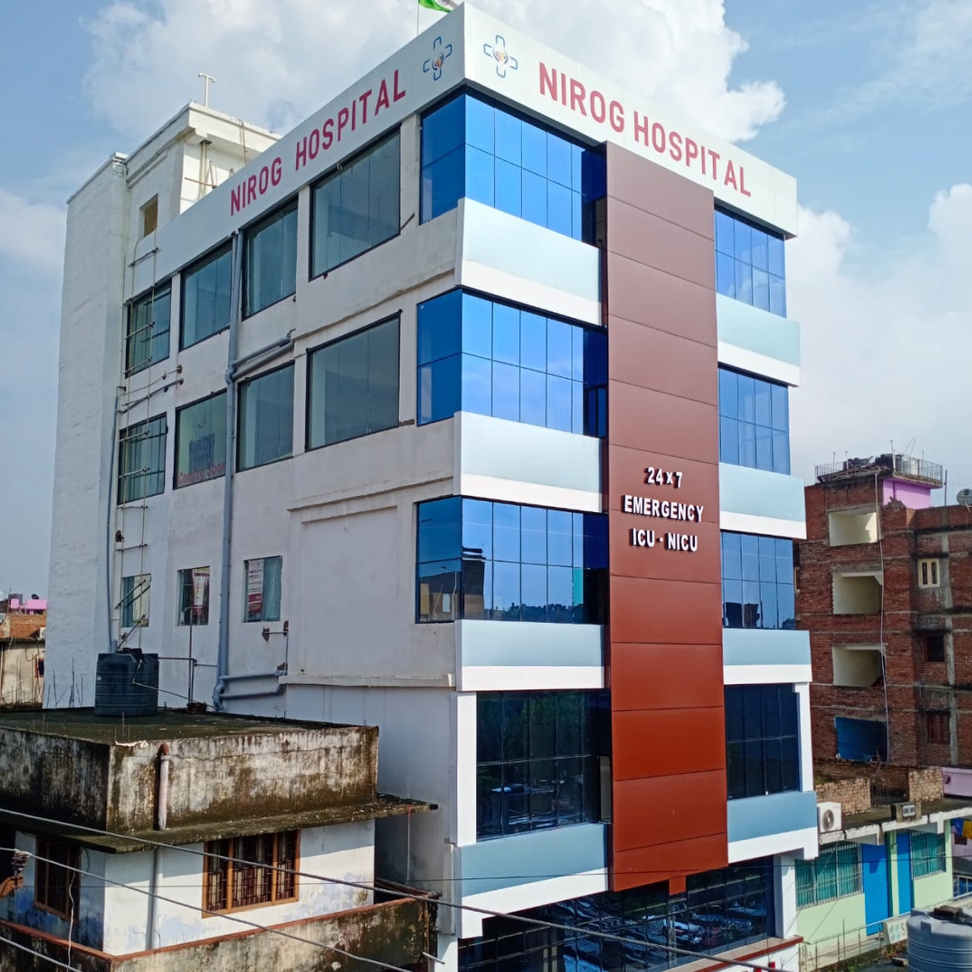 NIROG HOSPITAL
NIROG HOSPITAL
24×7
EMERGENCY
ICU - NICU